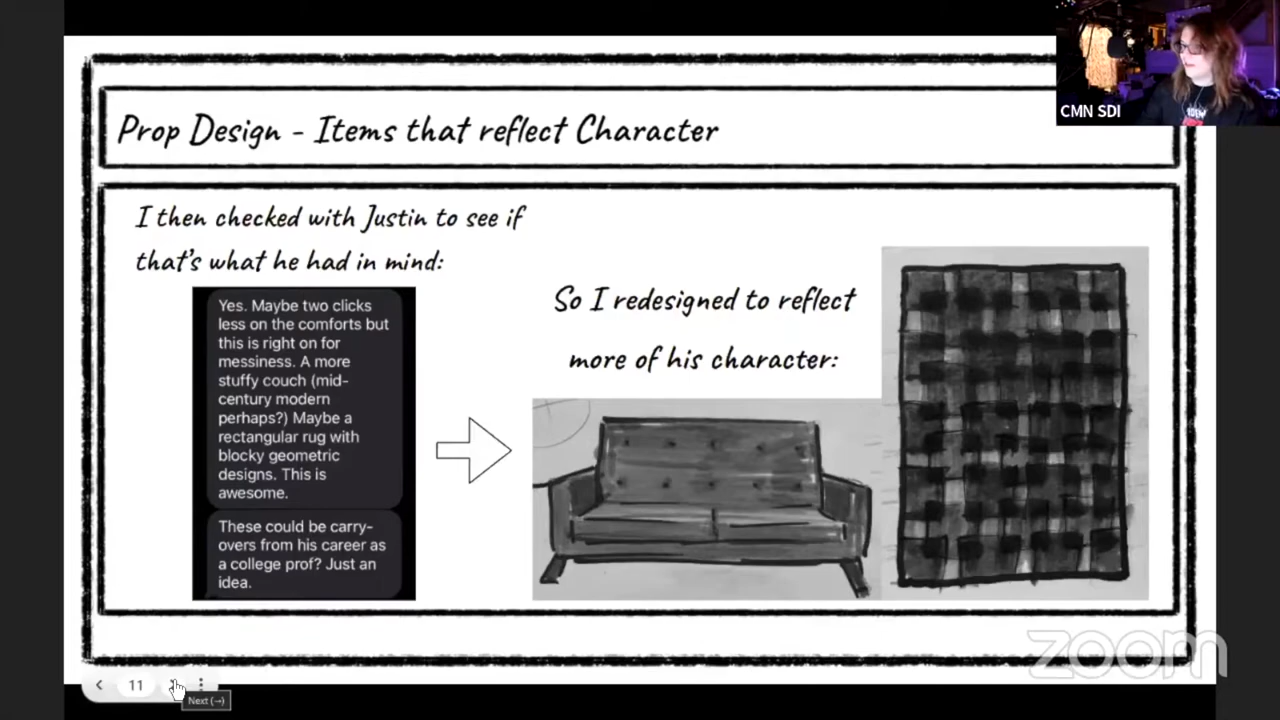 CMN SDI
Prop Design - Items that reflect Character
I then checked with Justin to see if
that's what he had in mind:
Yes. Maybe two clicks
less on the comforts but
this is right on for
messiness. A more
stuffy couch (mid-
century modern
perhaps?) Maybe a
rectangular rug with
blocky geometric
designs. This is
awesome.
These could be carry-
overs from his career as
a college prof? Just an
idea.
So I redesigned to reflect
more of his character:
zoom
11
Next (→)